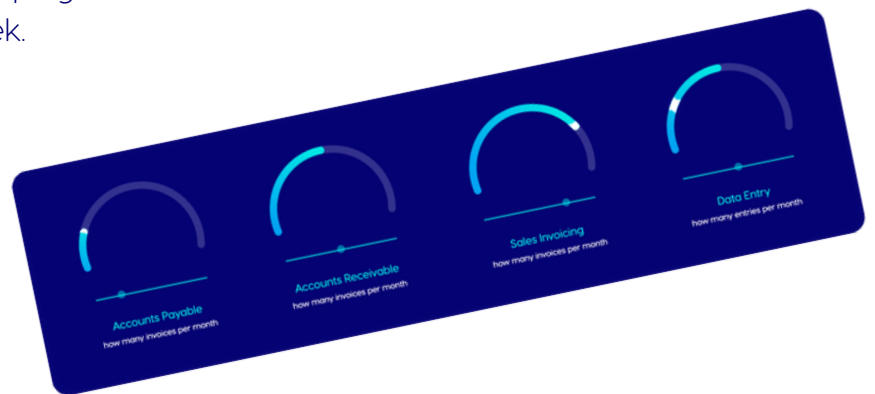 ek.
Accounts Payable
how many invoices per month
Accounts Receivable
how many invoices per month
Sales Invoicing
how many invoices per month
Data Entry
how many entries per month